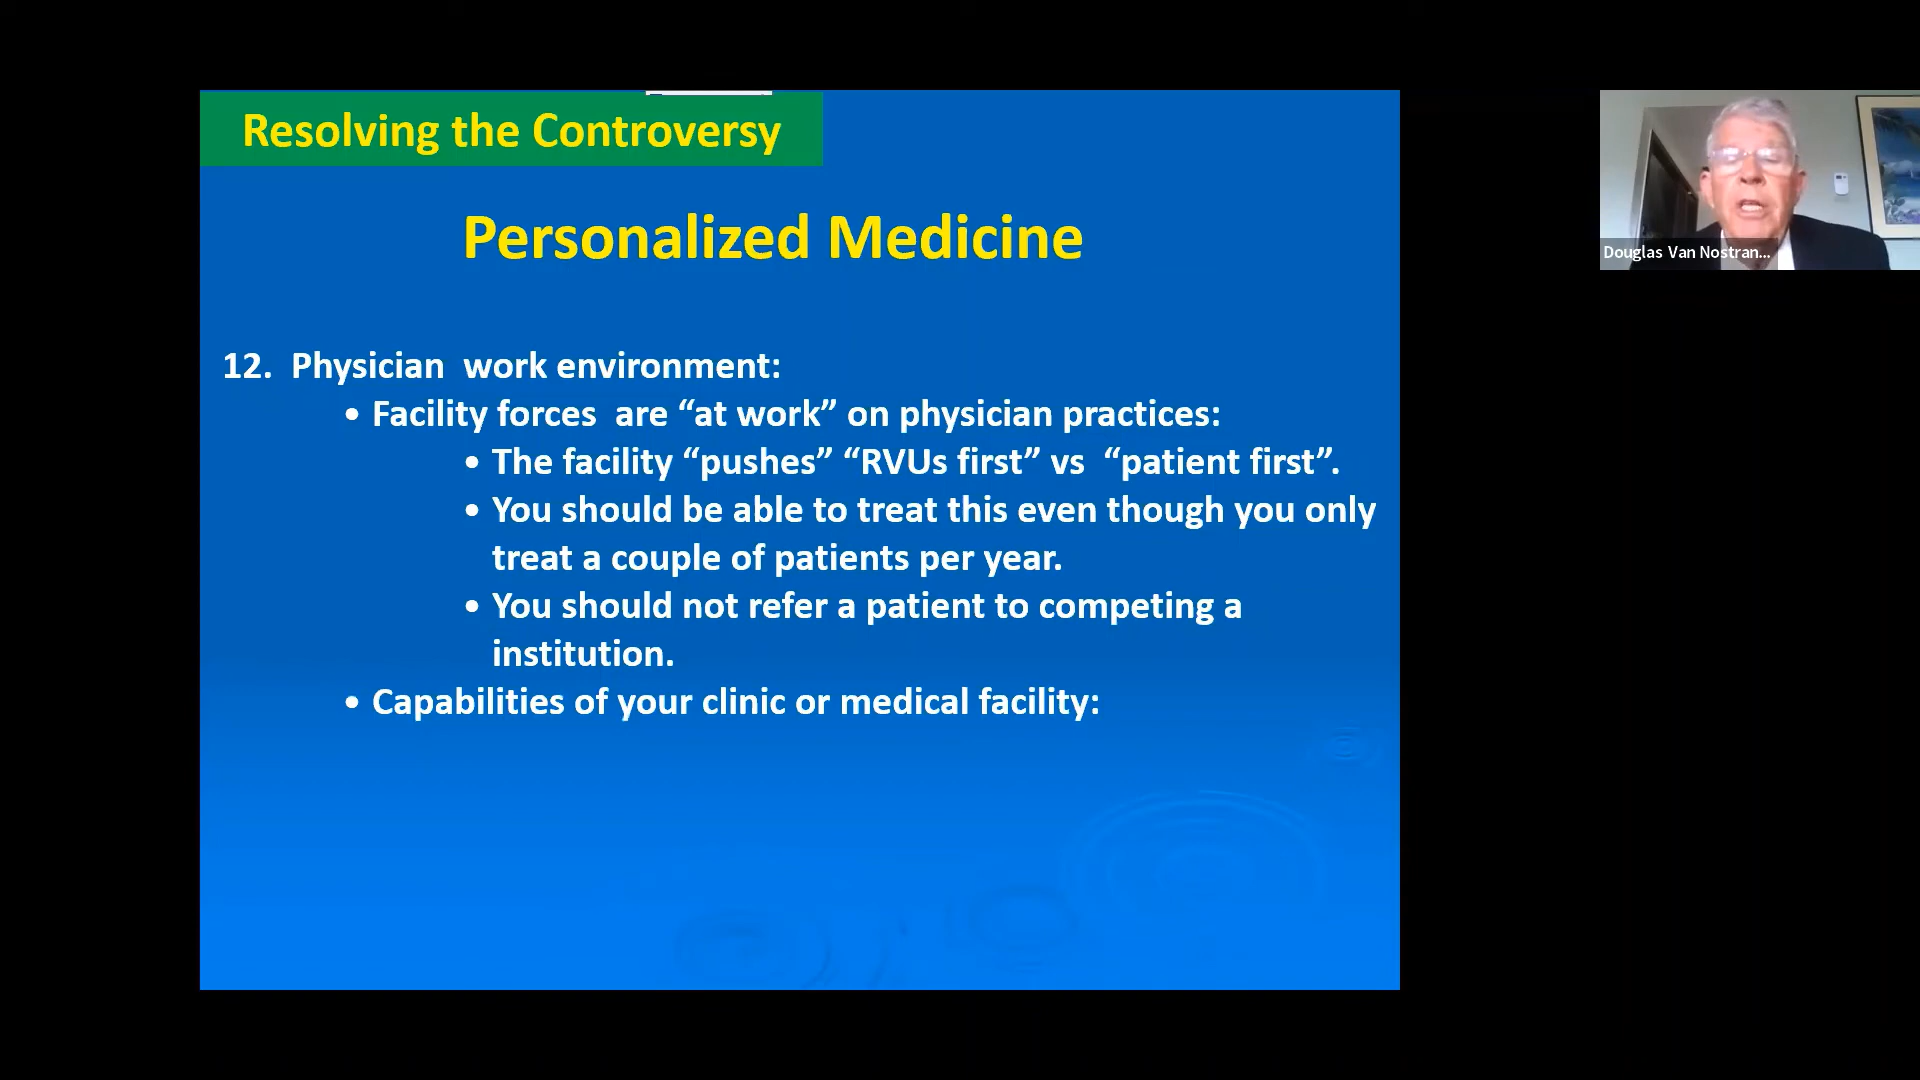 Resolving the Controversy
Personalized Medicine
12. Physician work environment:
• Facility forces are “at work” on physician practices:
• The facility “pushes” “RVUs first” vs “patient first”.
• You should be able to treat this even though you only
treat a couple of patients per year.
• You should not refer a patient to competing a
institution.
• Capabilities of your clinic or medical facility:
Douglas Van Nostran...